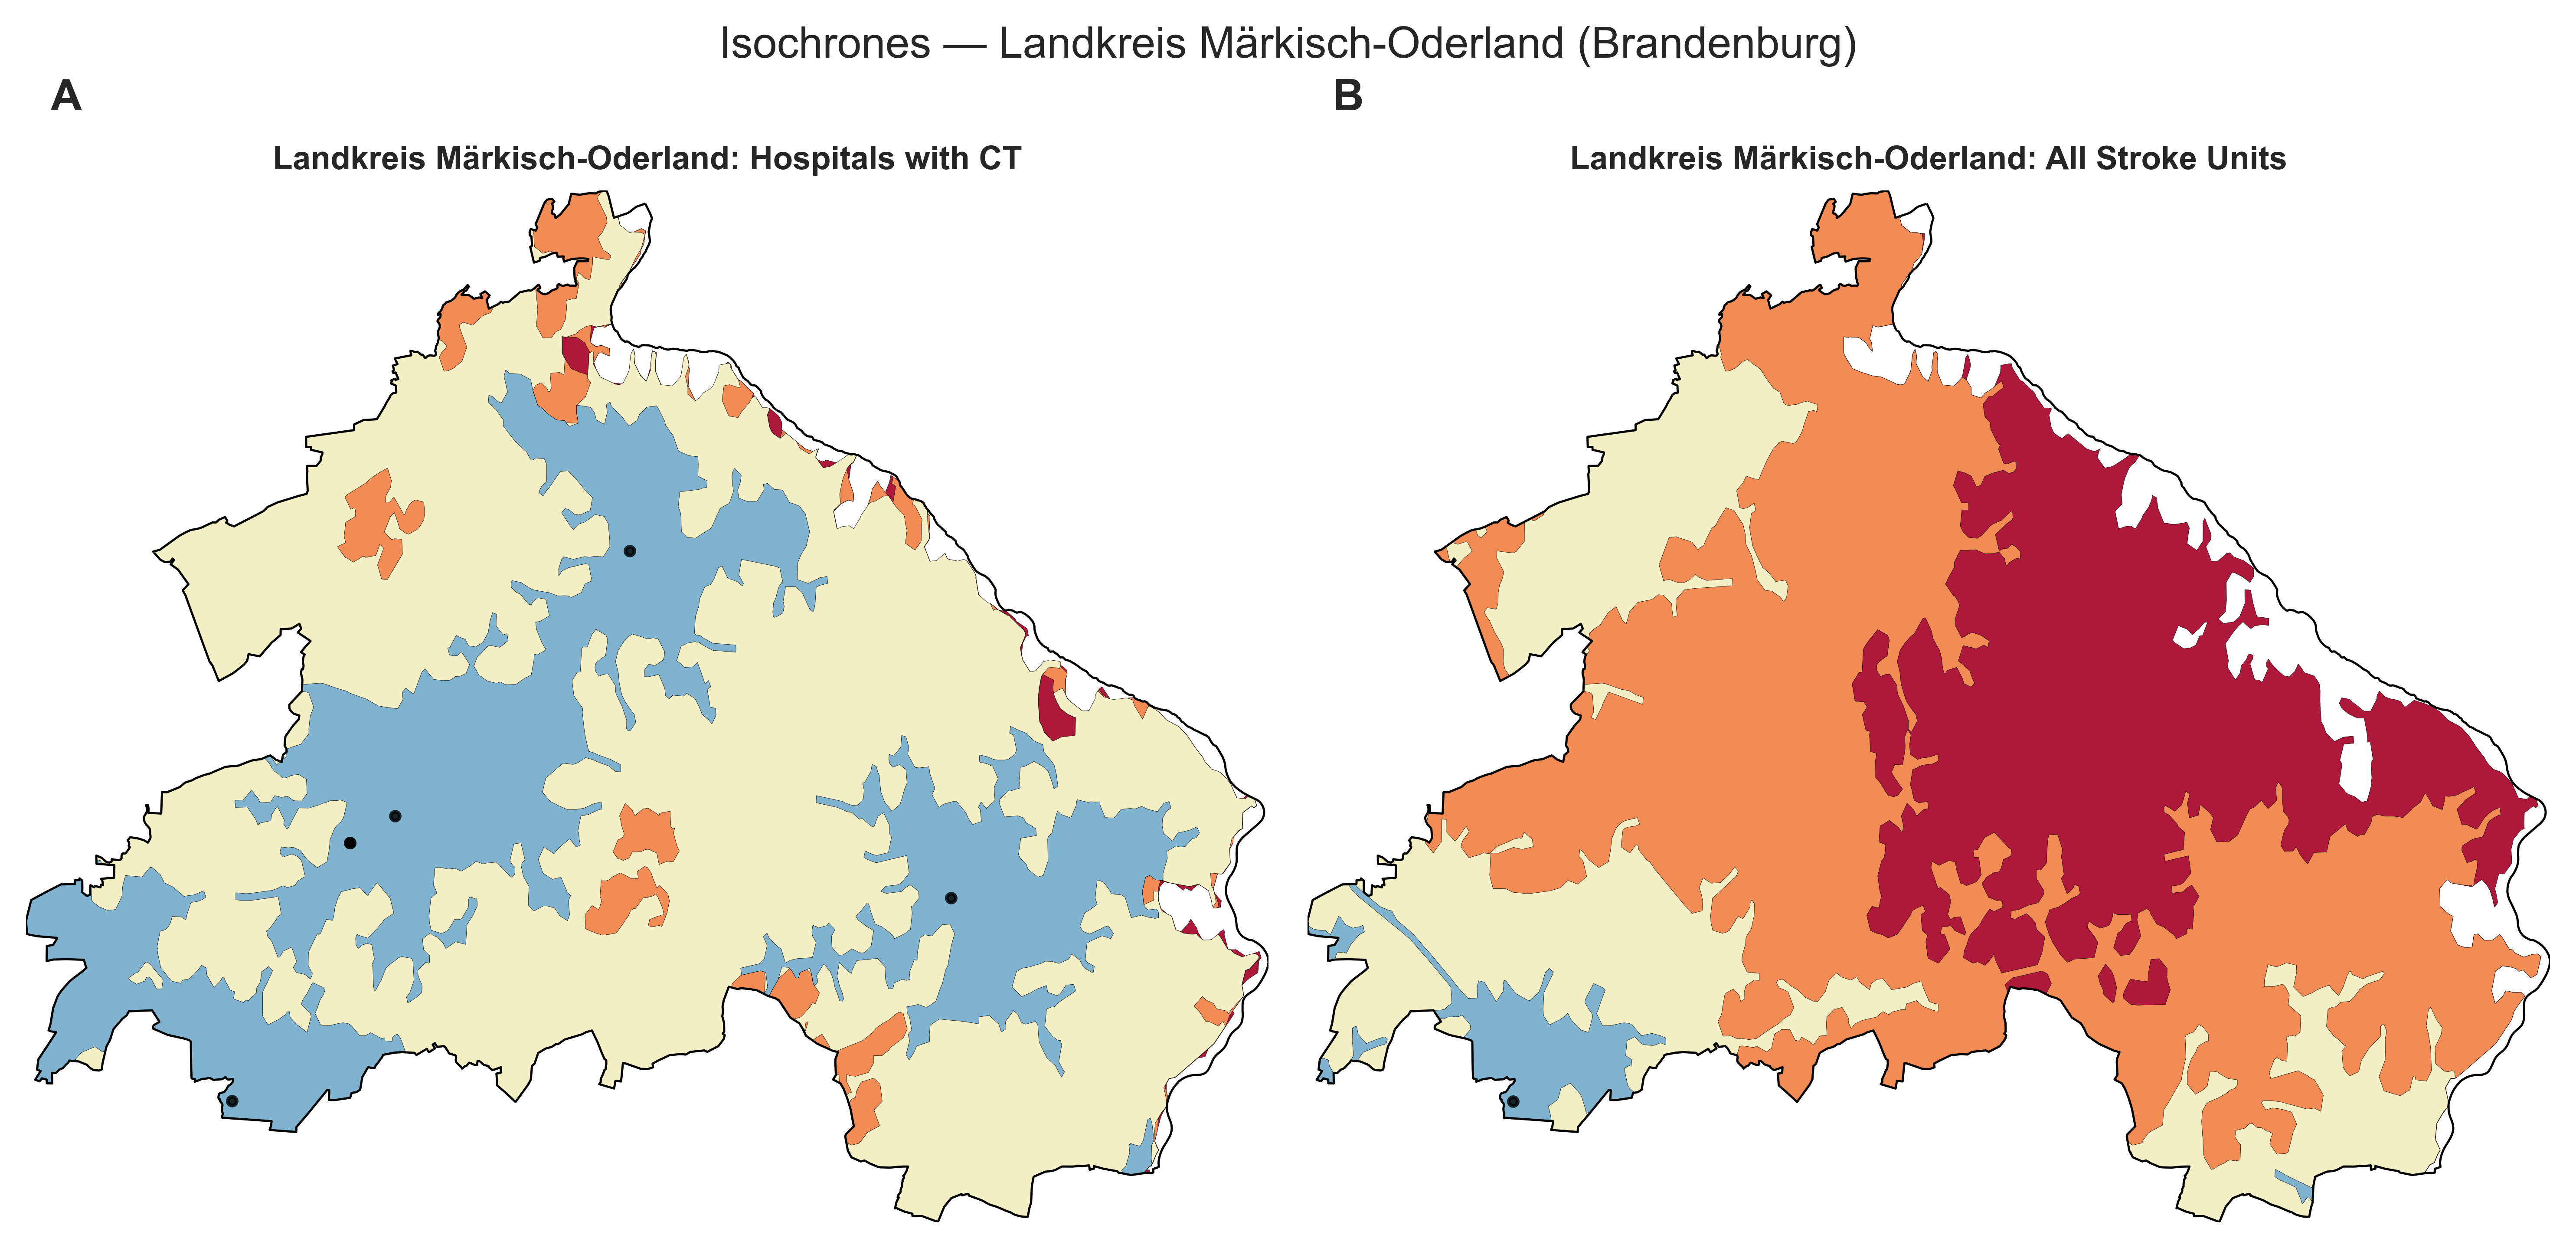 Isochrones — Landkreis Märkisch-Oderland (Brandenburg)
A
B
Landkreis Märkisch-Oderland: Hospitals with CT
Landkreis Märkisch-Oderland: All Stroke Units